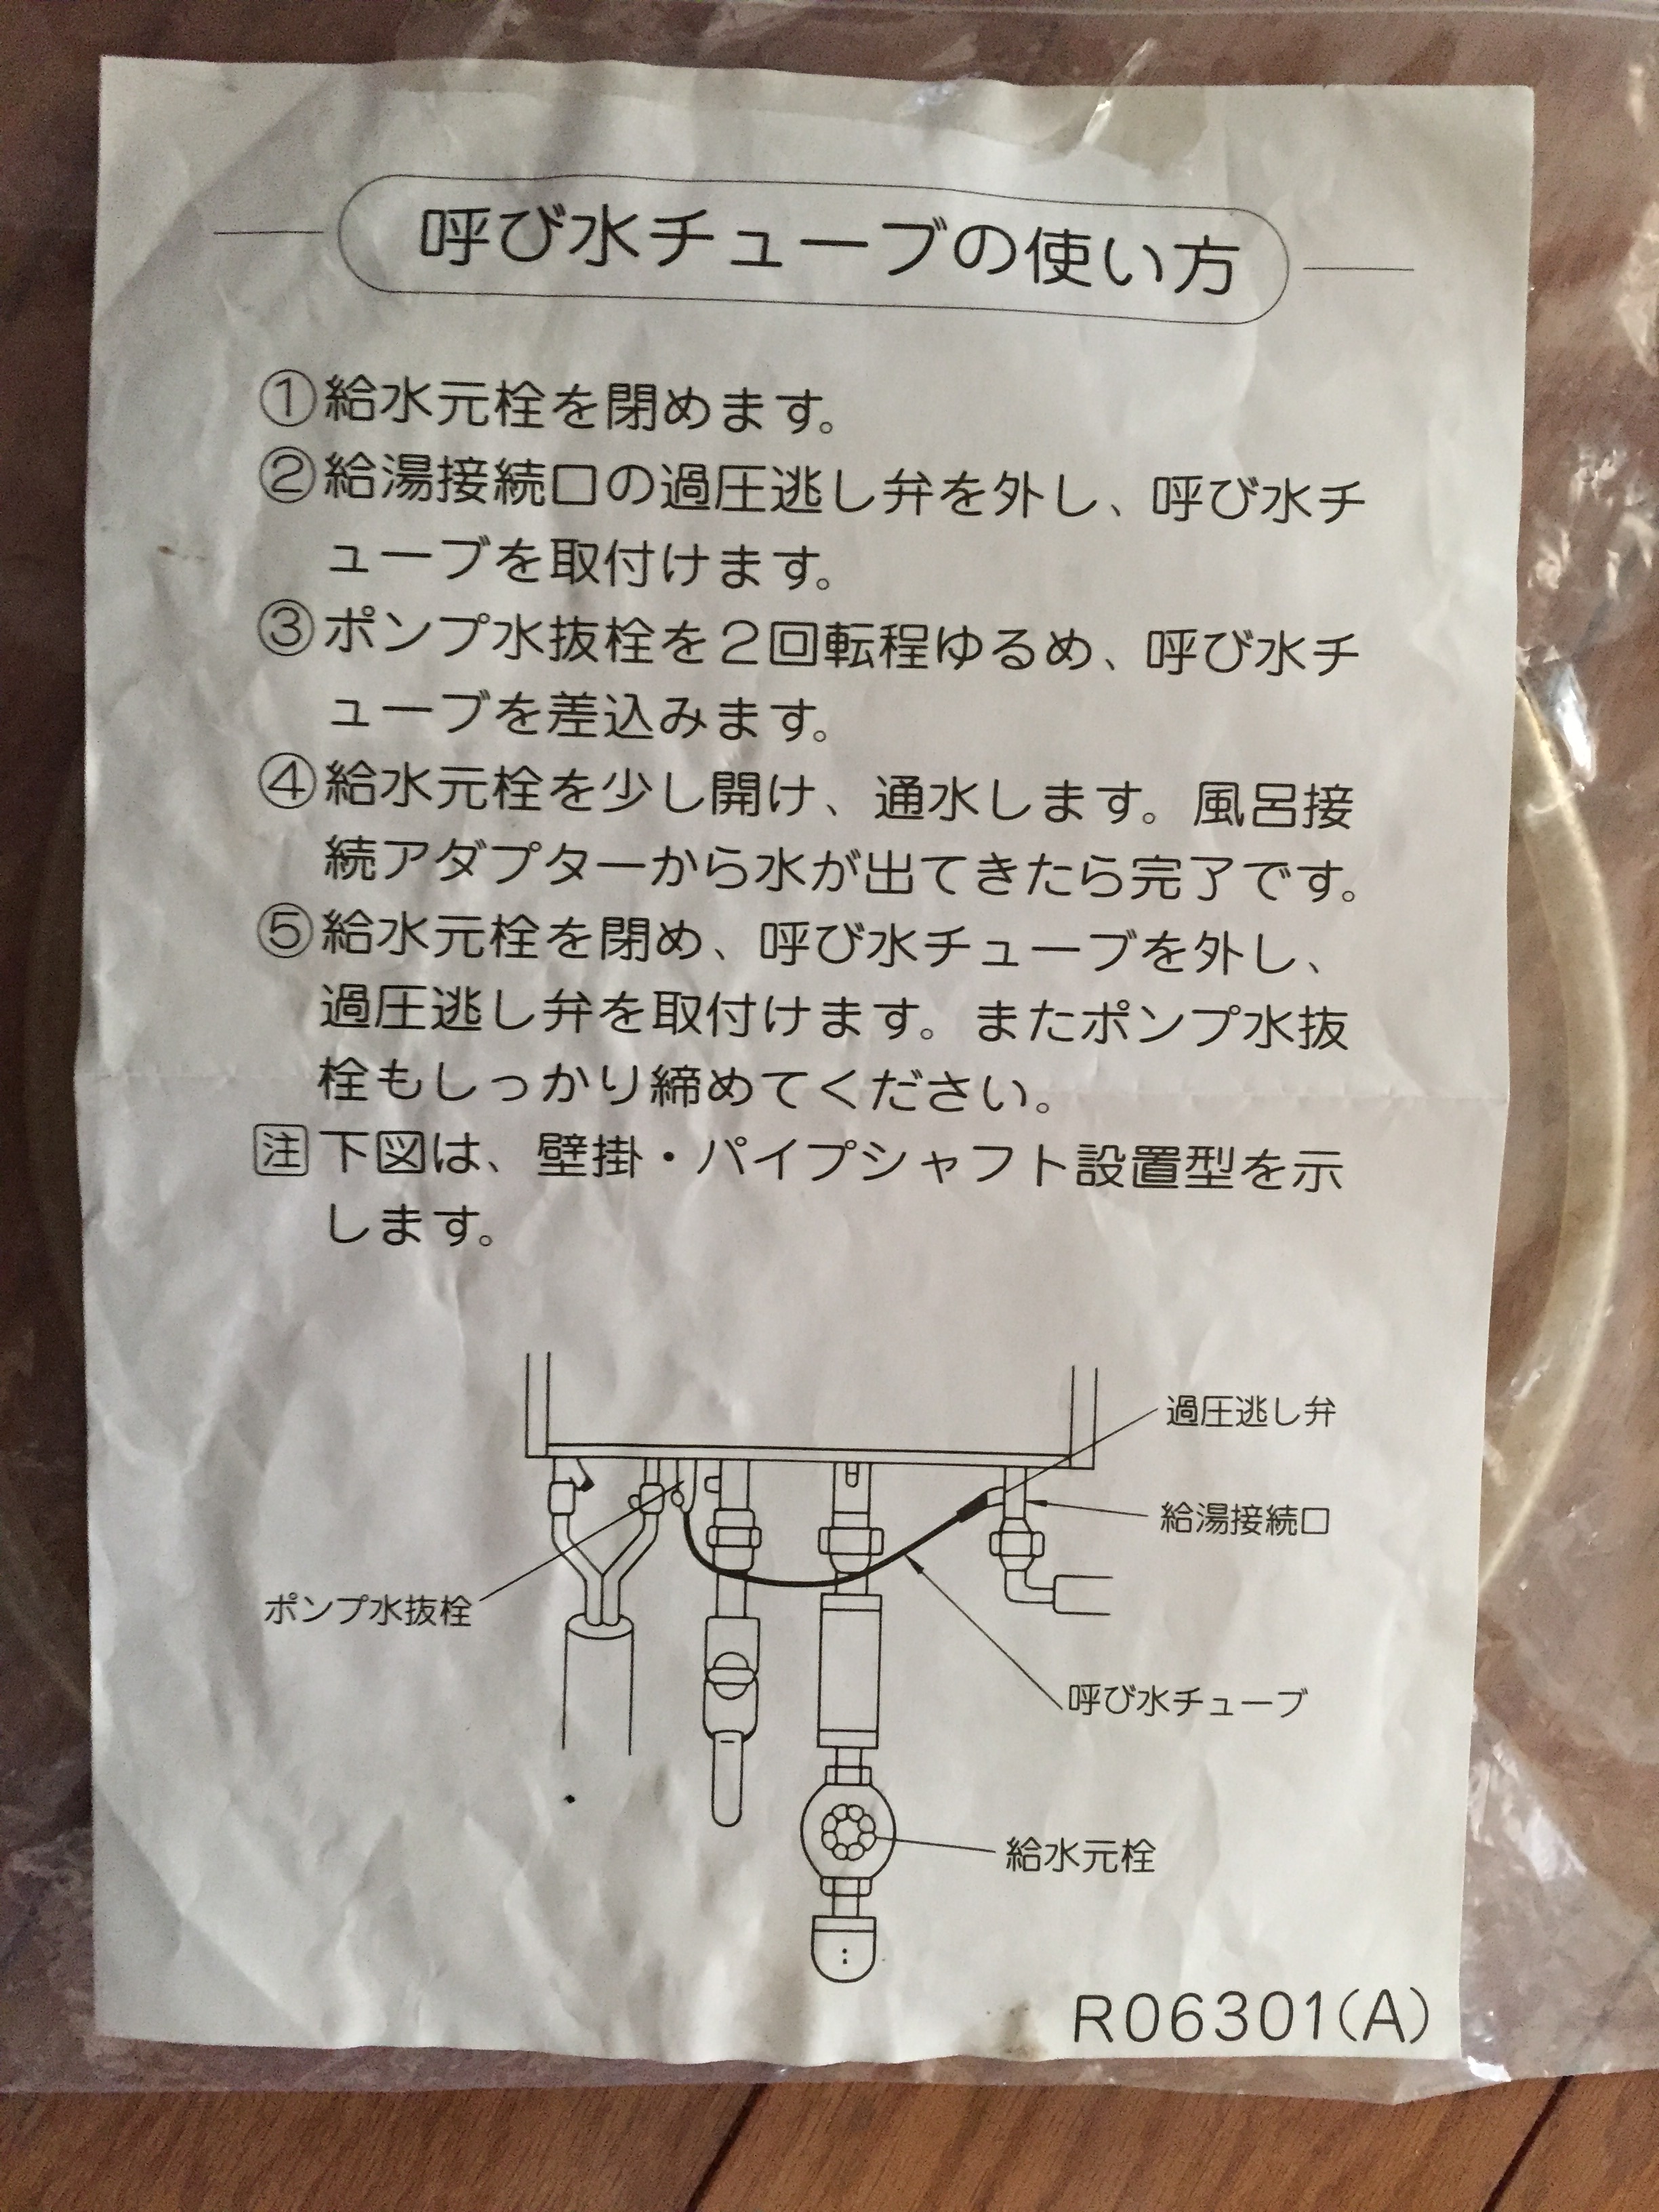 呼び水チューブの使い方
①給水元栓を閉めます。
②給湯接続口の過圧逃し弁を外し、呼び水チ
ューブを取付けます。
③ポンプ水抜栓を2回転程ゆるめ、呼び水チ
ューブを差込みます。
④給水元栓を少し開け、通水します。風呂接
続アダプターから水が出てきたら完了です。
⑤給水元栓を閉め、呼び水チューブを外し、
過圧逃し弁を取付けます。またポンプ水抜
栓もしっかり締めてください。
注下図は、壁掛・パイプシャフト設置型を示
します。
過圧逃し弁
給湯接続口
ポンプ水抜栓
呼び水チューブ
給水元栓
R06301(A)